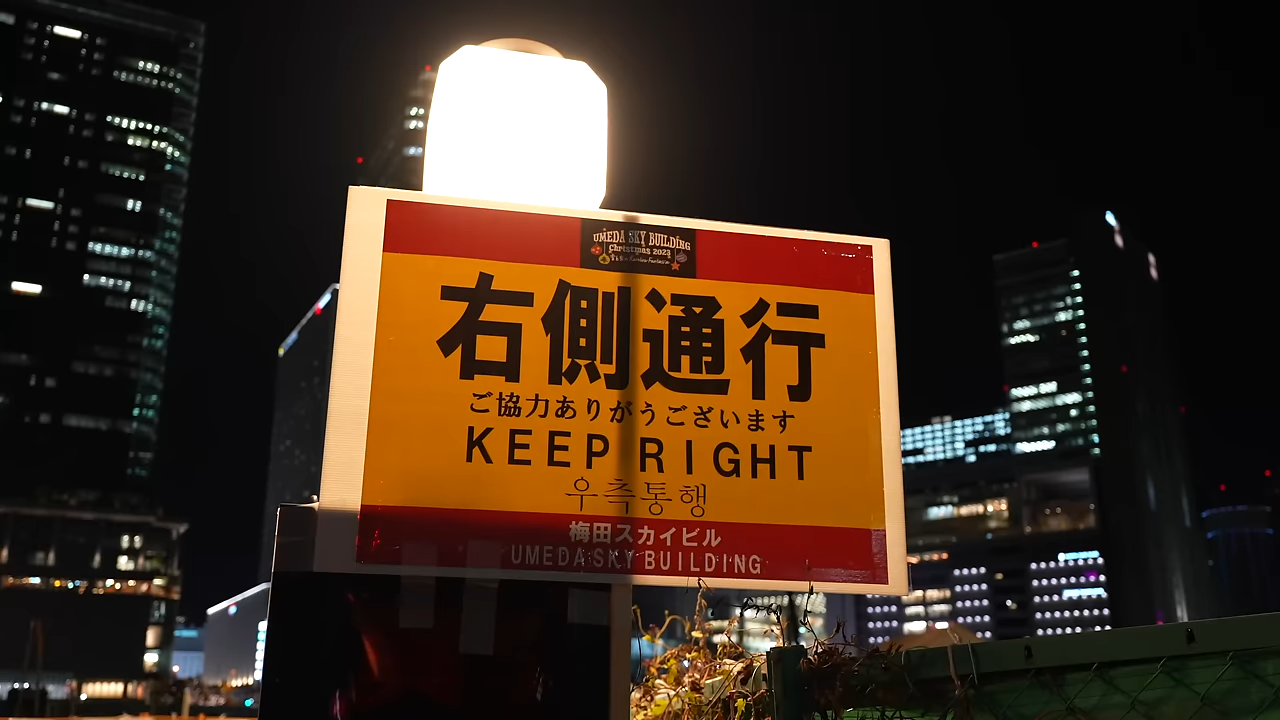 UMEDA SKY BUILDING
Christmas 2023
右側通行
ご協力ありがうございます
KEEP RIGHT
우측통행
梅田スカイビル
UMEDA SKY BUILDING